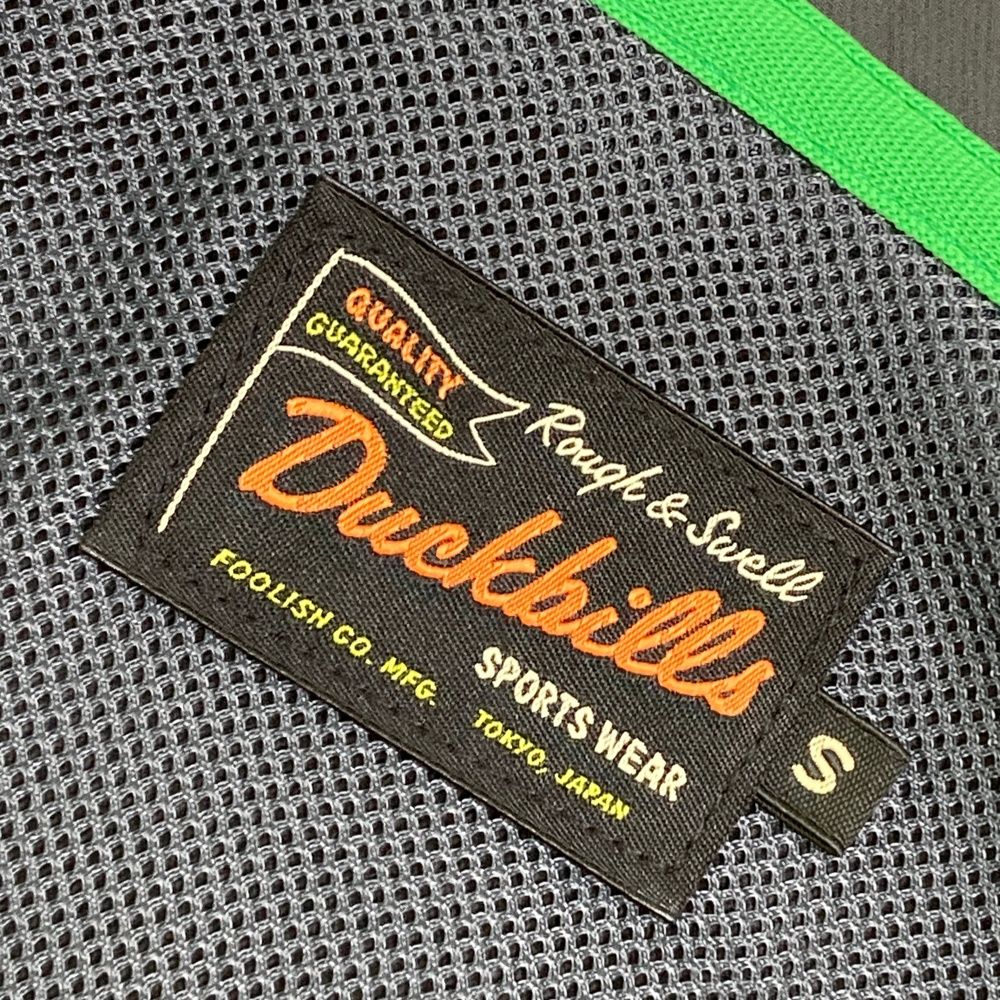 QUALITY
GUARANTEED
Rough & Swell
Duckbills
SPORTS WEAR
FOOLISH CO. MFG. TOKYO, JAPAN
S